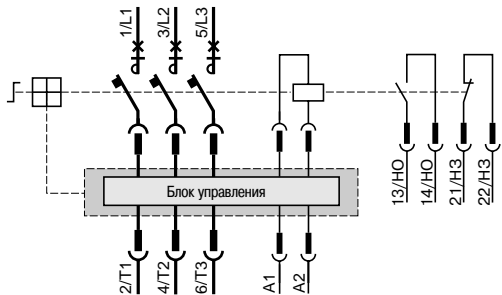 1/L1
3/L2
5/L3
13/НО
14/НО
21/НЗ
22/НЗ
Блок управления
2/T1
4/T2
6/T3
A1
A2